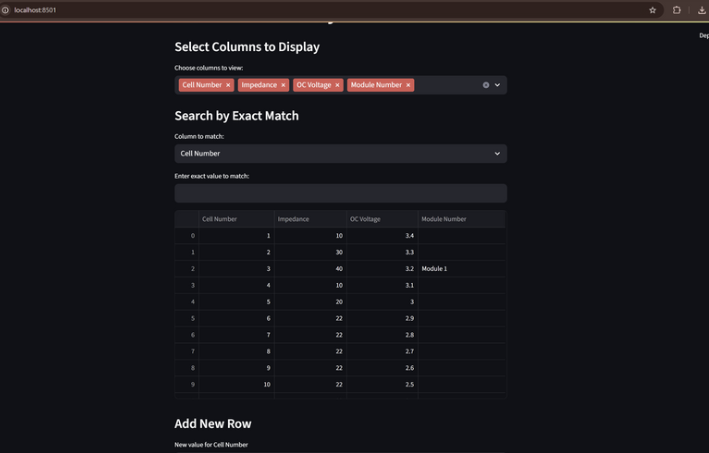 localhost:8501
Dep
Select Columns to Display
Choose columns to view:
Cell Number × Impedance × OC Voltage × Module Number ×
Search by Exact Match
Column to match:
Cell Number
Enter exact value to match:
Cell Number Impedance OC Voltage Module Number
0 1 10 3.4
1 2 30 3.3
2 3 40 3.2 Module 1
3 4 10 3.1
4 5 20 3
5 6 22 2.9
6 7 22 2.8
7 8 22 2.7
8 9 22 2.6
9 10 22 2.5
Add New Row
New value for Cell Number